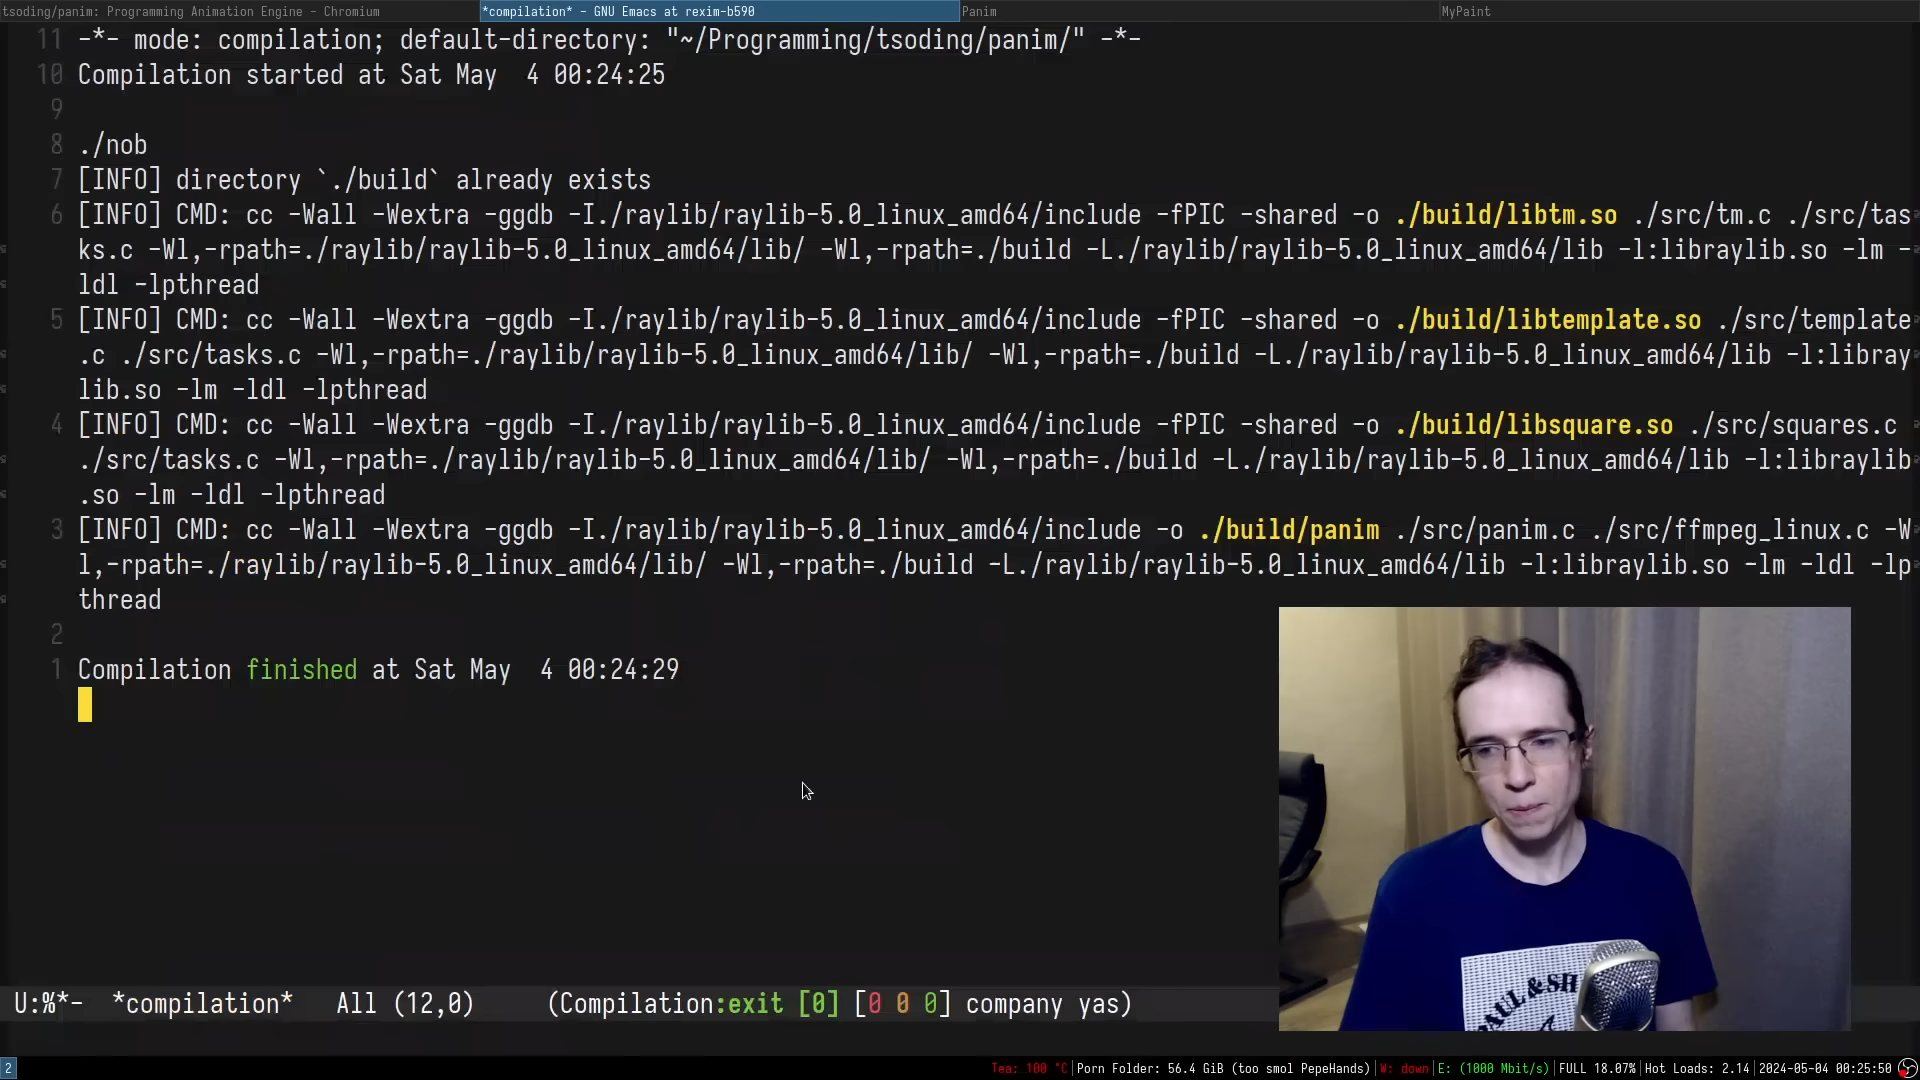 tsoding/panim: Programming Animation Engine - Chromium
*compilation* - GNU Emacs at rexim-b590
Panim
MyPaint
11 -*- mode: compilation; default-directory: "~/Programming/tsoding/panim/" -*-
10 Compilation started at Sat May  4 00:24:25
9
8 ./nob
7 [INFO] directory `./build` already exists
6 [INFO] CMD: cc -Wall -Wextra -ggdb -I./raylib/raylib-5.0_linux_amd64/include -fPIC -shared -o ./build/libtm.so ./src/tm.c ./src/tas
ks.c -Wl,-rpath=./raylib/raylib-5.0_linux_amd64/lib/ -Wl,-rpath=./build -L./raylib/raylib-5.0_linux_amd64/lib -l:libraylib.so -lm -
ldl -lpthread
5 [INFO] CMD: cc -Wall -Wextra -ggdb -I./raylib/raylib-5.0_linux_amd64/include -fPIC -shared -o ./build/libtemplate.so ./src/template
.c ./src/tasks.c -Wl,-rpath=./raylib/raylib-5.0_linux_amd64/lib/ -Wl,-rpath=./build -L./raylib/raylib-5.0_linux_amd64/lib -l:libray
lib.so -lm -ldl -lpthread
4 [INFO] CMD: cc -Wall -Wextra -ggdb -I./raylib/raylib-5.0_linux_amd64/include -fPIC -shared -o ./build/libsquare.so ./src/squares.c
./src/tasks.c -Wl,-rpath=./raylib/raylib-5.0_linux_amd64/lib/ -Wl,-rpath=./build -L./raylib/raylib-5.0_linux_amd64/lib -l:libraylib
.so -lm -ldl -lpthread
3 [INFO] CMD: cc -Wall -Wextra -ggdb -I./raylib/raylib-5.0_linux_amd64/include -o ./build/panim ./src/panim.c ./src/ffmpeg_linux.c -W
l,-rpath=./raylib/raylib-5.0_linux_amd64/lib/ -Wl,-rpath=./build -L./raylib/raylib-5.0_linux_amd64/lib -l:libraylib.so -lm -ldl -lp
thread
2
1 Compilation finished at Sat May  4 00:24:29
U:%*-  *compilation*   All (12,0)     (Compilation:exit [0] [0 0 0] company yas)
PAUL & SH
2
Tea: 100 °C|Porn Folder: 56.4 GiB (too smol PepeHands)|W: down|E: (1000 Mbit/s)|FULL 18.07%|Hot Loads: 2.14|2024-05-04 00:25:50